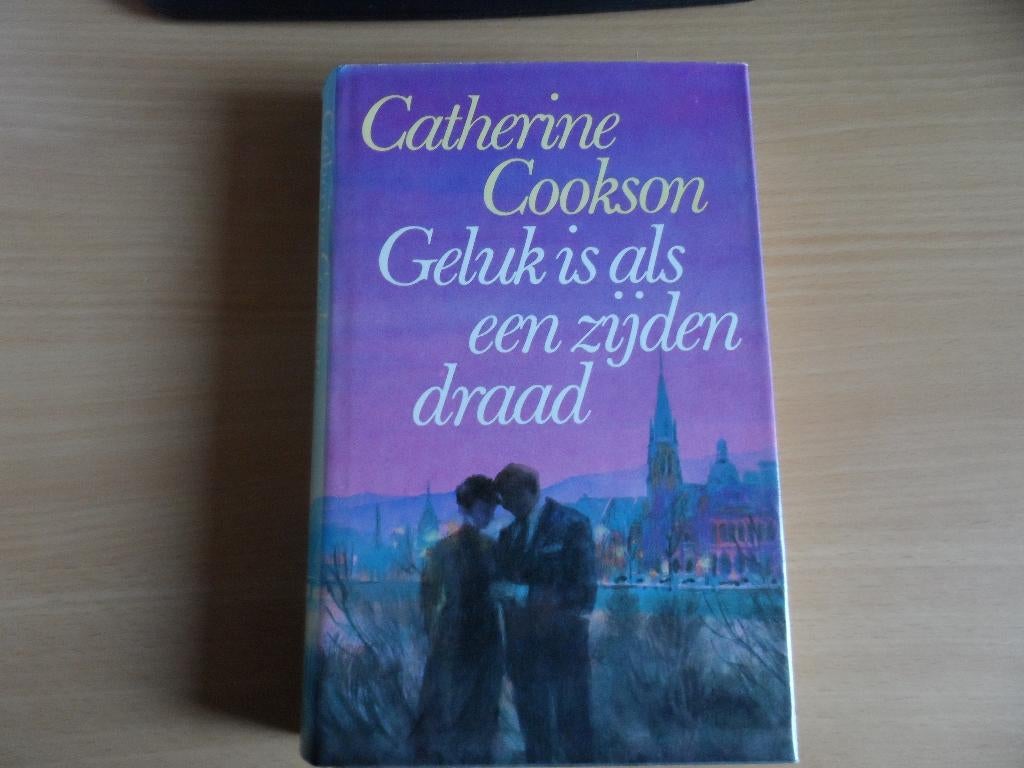 Catherine
Cookson
Geluk is als
een zijden
draad